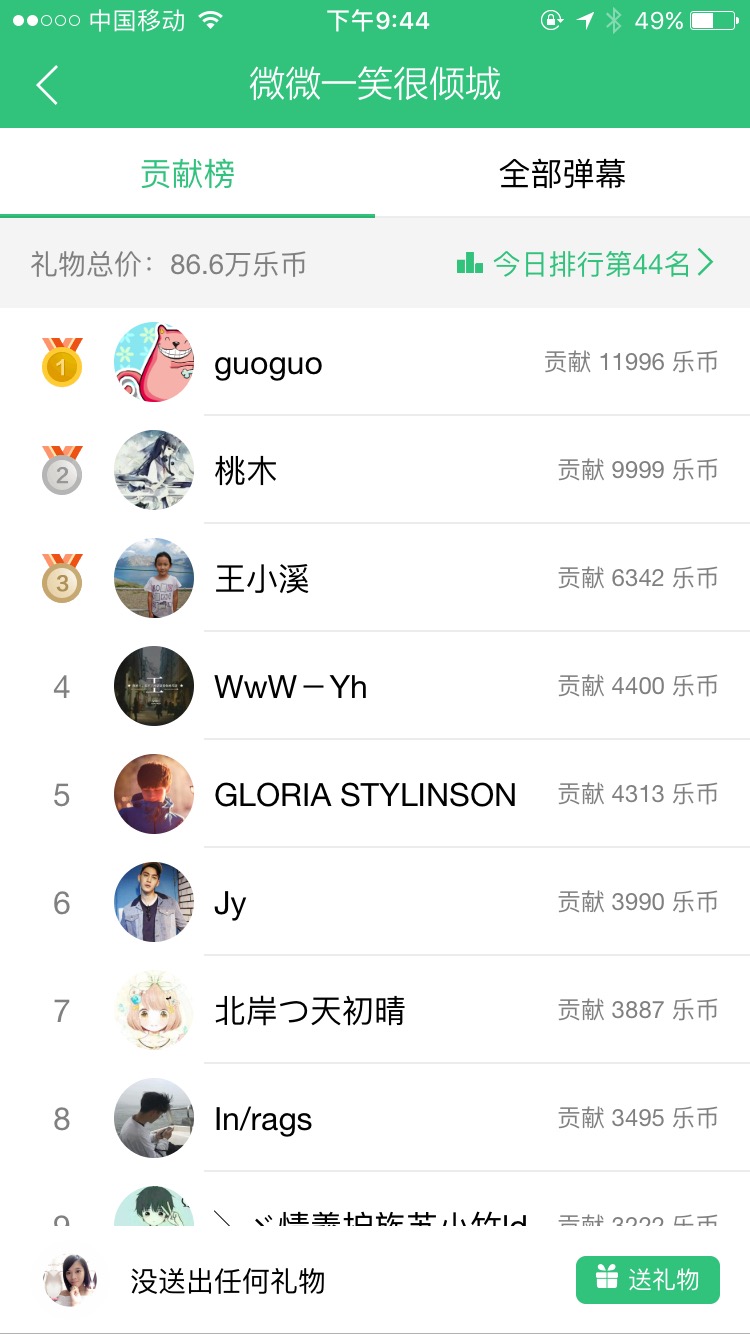 中国移动 下午9:44 49%
微微一笑很倾城
贡献榜 全部弹幕
礼物总价：86.6万乐币 今日排行第44名
1 guoguo 贡献 11996 乐币
2 桃木 贡献 9999 乐币
3 王小溪 贡献 6342 乐币
4 WwW－Yh 贡献 4400 乐币
5 GLORIA STYLINSON 贡献 4313 乐币
6 Jy 贡献 3990 乐币
7 北岸つ天初晴 贡献 3887 乐币
8 In/rags 贡献 3495 乐币
9 贡献 3222 乐币
没送出任何礼物 送礼物